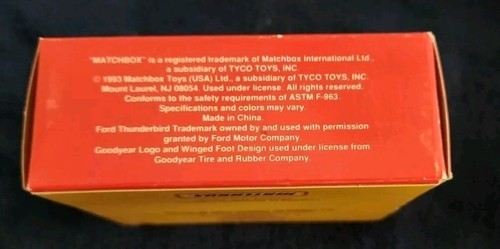 "MATCHBOX" is a registered trademark of Matchbox International Ltd.,
a subsidiary of TYCO TOYS, INC.
© 1993 Matchbox Toys (USA) Ltd., a subsidiary of TYCO TOYS, INC.
Mount Laurel, NJ 08054. Used under license. All rights reserved.
Conforms to the safety requirements of ASTM F-963.
Specifications and colors may vary.
Made in China.
Ford Thunderbird Trademark owned by and used with permission
granted by Ford Motor Company.
Goodyear Logo and Winged Foot Design used under license from
Goodyear Tire and Rubber Company.